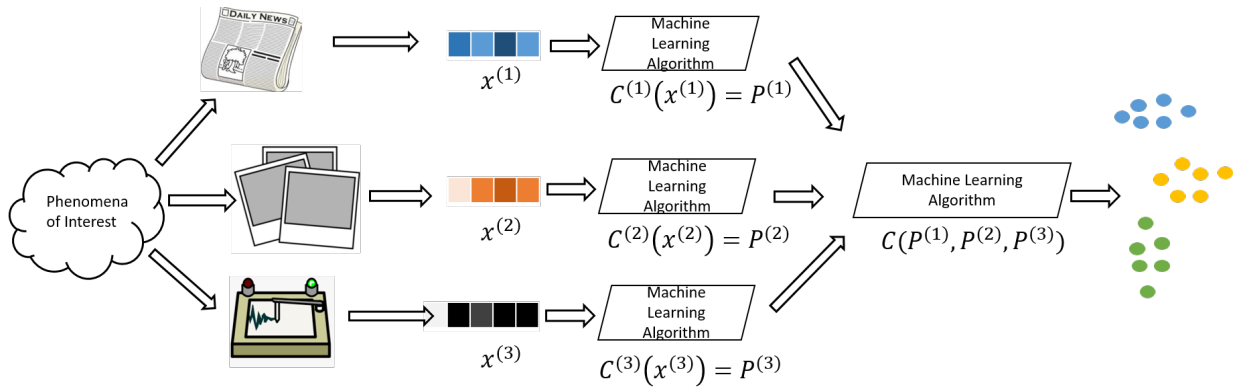 DAILY NEWS
Machine
Learning
Algorithm
x^{(1)}
C^{(1)}(x^{(1)}) = P^{(1)}
Phenomena
of Interest
Machine
Learning
Algorithm
x^{(2)}
C^{(2)}(x^{(2)}) = P^{(2)}
Machine Learning
Algorithm
C(P^{(1)}, P^{(2)}, P^{(3)})
Machine
Learning
Algorithm
x^{(3)}
C^{(3)}(x^{(3)}) = P^{(3)}